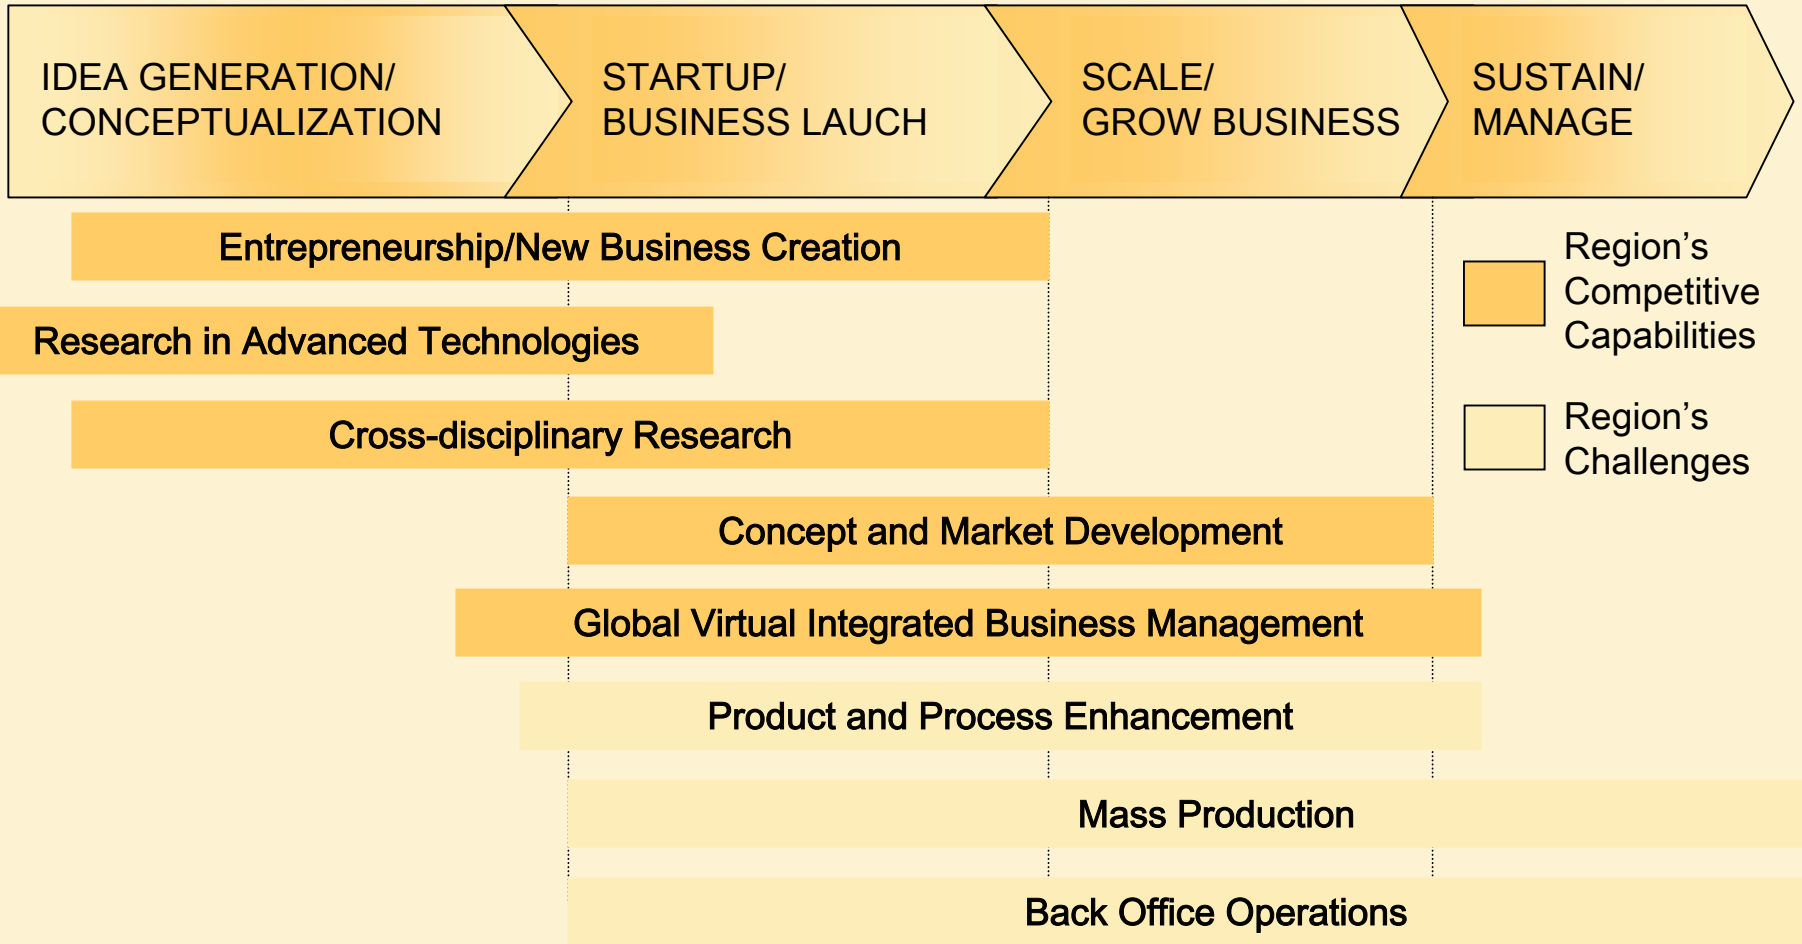 IDEA GENERATION/
CONCEPTUALIZATION
STARTUP/
BUSINESS LAUCH
SCALE/
GROW BUSINESS
SUSTAIN/
MANAGE
Entrepreneurship/New Business Creation
Research in Advanced Technologies
Cross-disciplinary Research
Concept and Market Development
Global Virtual Integrated Business Management
Product and Process Enhancement
Mass Production
Back Office Operations
Region’s
Competitive
Capabilities
Region’s
Challenges